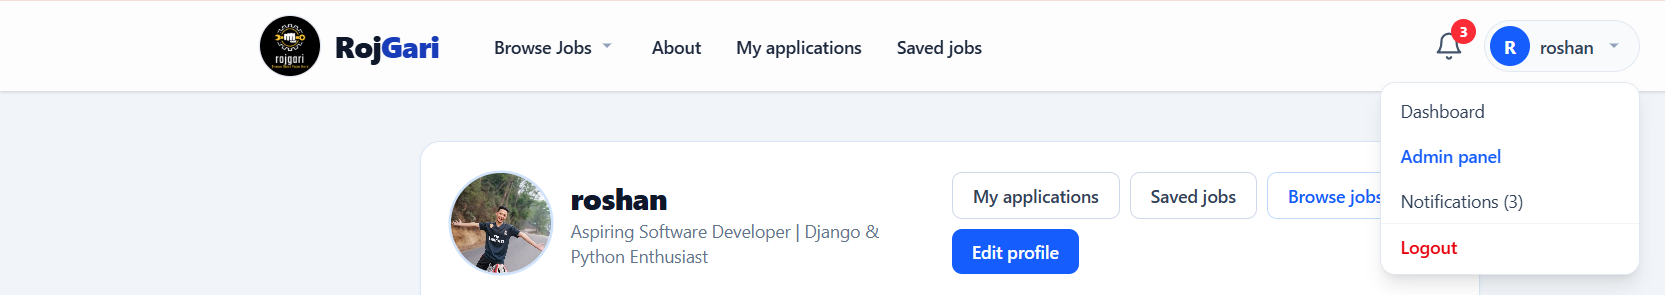 rojgari
RojGari
Browse Jobs
About
My applications
Saved jobs
3
R
roshan
Dashboard
Admin panel
Notifications (3)
Logout
roshan
Aspiring Software Developer | Django &
Python Enthusiast
My applications
Saved jobs
Browse jobs
Edit profile